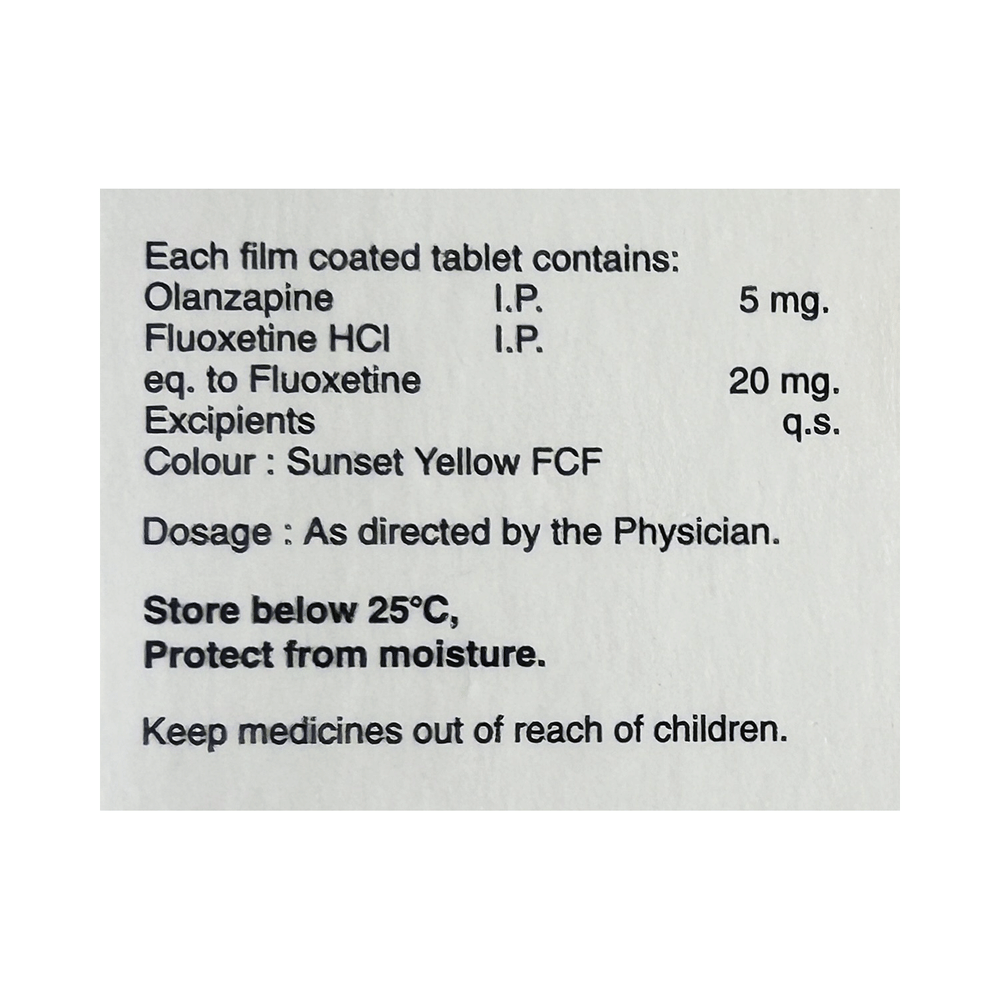 Each film coated tablet contains:
Olanzapine I.P. 5 mg.
Fluoxetine HCl I.P.
eq. to Fluoxetine 20 mg.
Excipients q.s.
Colour : Sunset Yellow FCF
Dosage : As directed by the Physician.
Store below 25°C,
Protect from moisture.
Keep medicines out of reach of children.